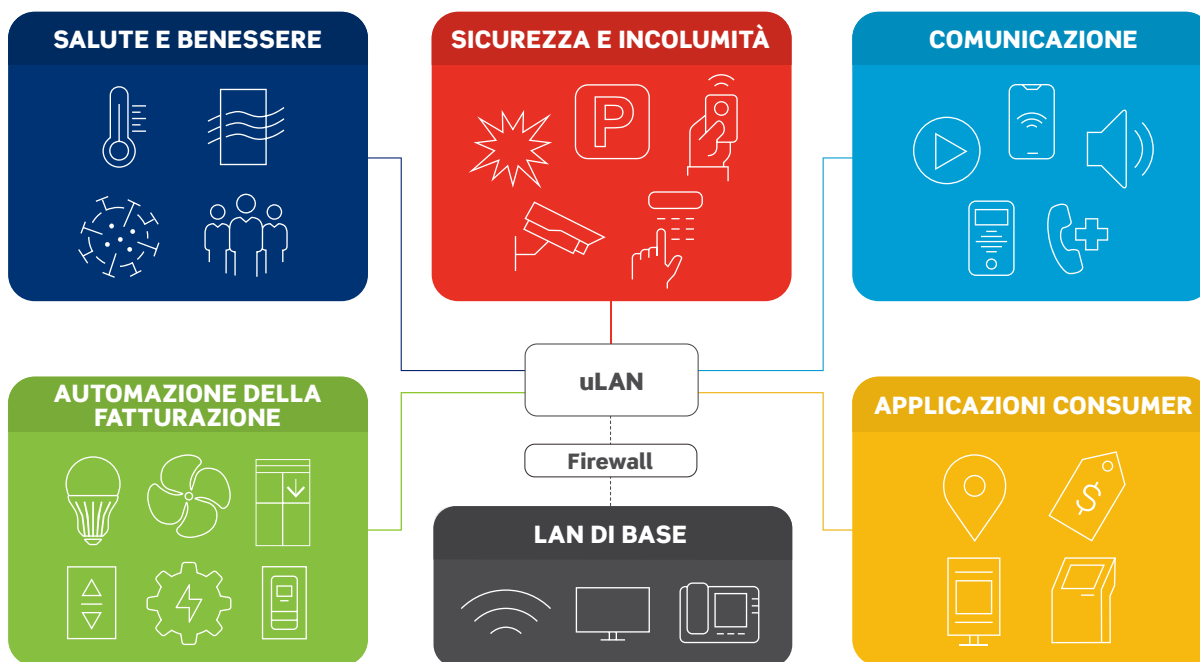 SALUTE E BENESSERE
SICUREZZA E INCOLUMITÀ
P
COMUNICAZIONE
uLAN
AUTOMAZIONE DELLA
FATTURAZIONE
Firewall
APPLICAZIONI CONSUMER
$
LAN DI BASE